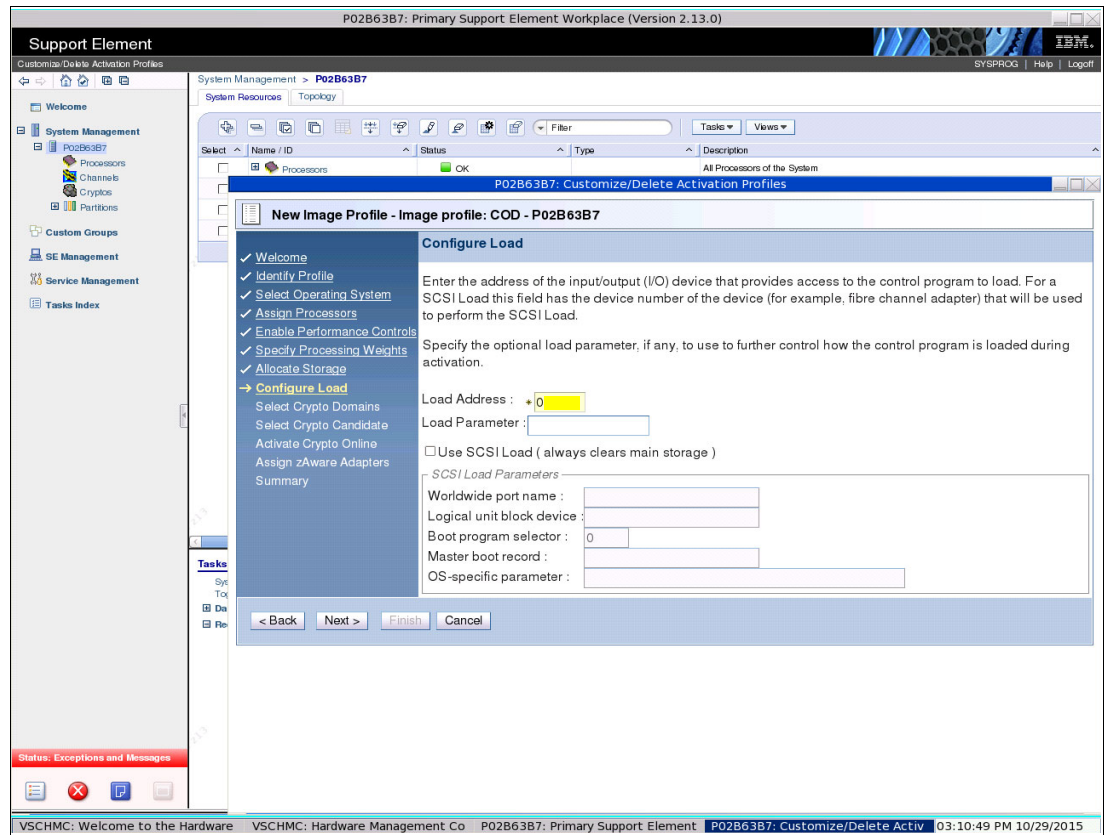 P02B63B7: Primary Support Element Workplace (Version 2.13.0)
Support Element
IBM.
Customize/Delete Activation Profiles
SYSPROG | Help | Logoff
System Management > P02B63B7
System Resources Topology
Welcome
System Management
P02B63B7
Processors
Channels
Cryptos
Partitions
Custom Groups
SE Management
Service Management
Tasks Index
Filter
Tasks Views
Select ^ Name / ID ^ Status ^ Type ^ Description ^
Processors OK All Processors of the System
P02B63B7: Customize/Delete Activation Profiles
New Image Profile - Image profile: COD - P02B63B7
Welcome
Identify Profile
Select Operating System
Assign Processors
Enable Performance Controls
Specify Processing Weights
Allocate Storage
Configure Load
Select Crypto Domains
Select Crypto Candidate
Activate Crypto Online
Assign zAware Adapters
Summary
Configure Load
Enter the address of the input/output (I/O) device that provides access to the control program to load. For a
SCSI Load this field has the device number of the device (for example, fibre channel adapter) that will be used
to perform the SCSI Load.
Specify the optional load parameter, if any, to use to further control how the control program is loaded during
activation.
Load Address : * 0
Load Parameter :
Use SCSI Load ( always clears main storage )
SCSI Load Parameters
Worldwide port name :
Logical unit block device :
Boot program selector : 0
Master boot record :
OS-specific parameter :
< Back Next > Finish Cancel
213
Tasks
Sys
Top
Da
Re
213
Status: Exceptions and Messages
VSCHMC: Welcome to the Hardware VSCHMC: Hardware Management Co P02B63B7: Primary Support Element P02B63B7: Customize/Delete Activ 03:10:49 PM 10/29/2015